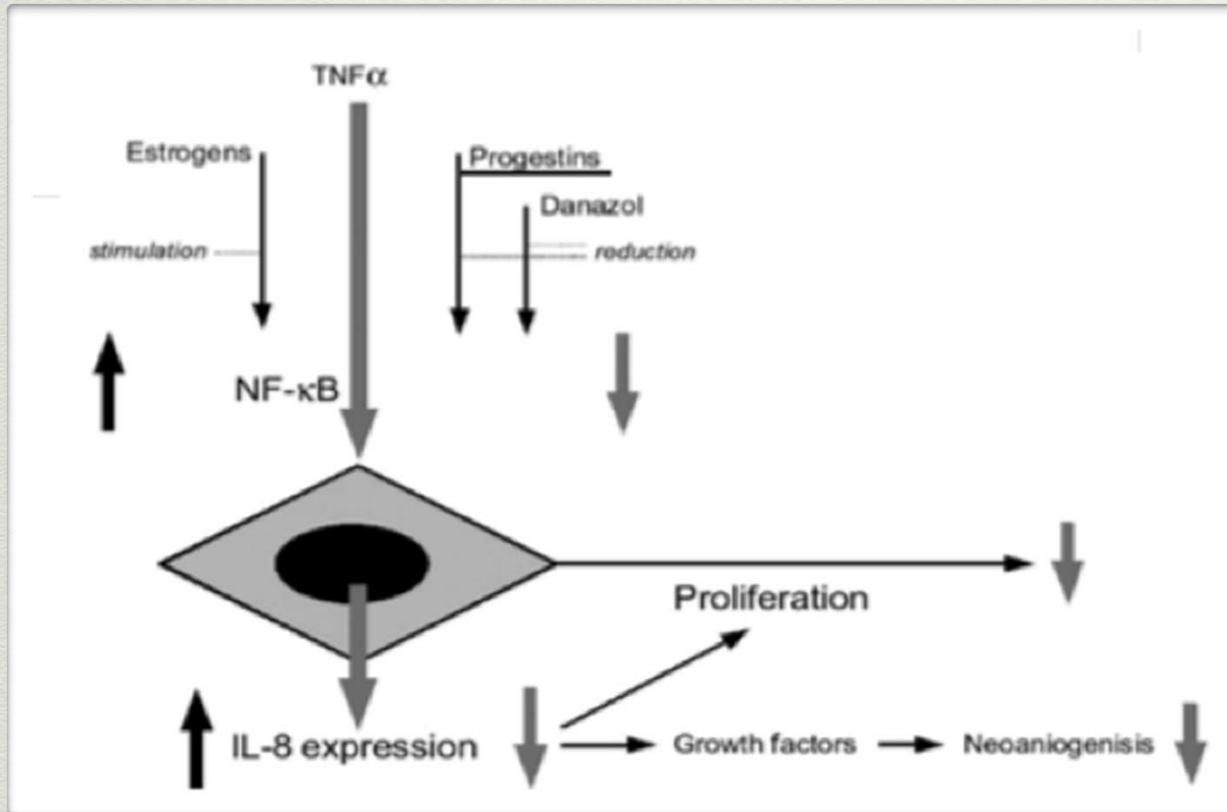 TNFα
Estrogens
Progestins
Danazol
stimulation
reduction
NF-κB
Proliferation
IL-8 expression
Growth factors
Neoaniogenisis